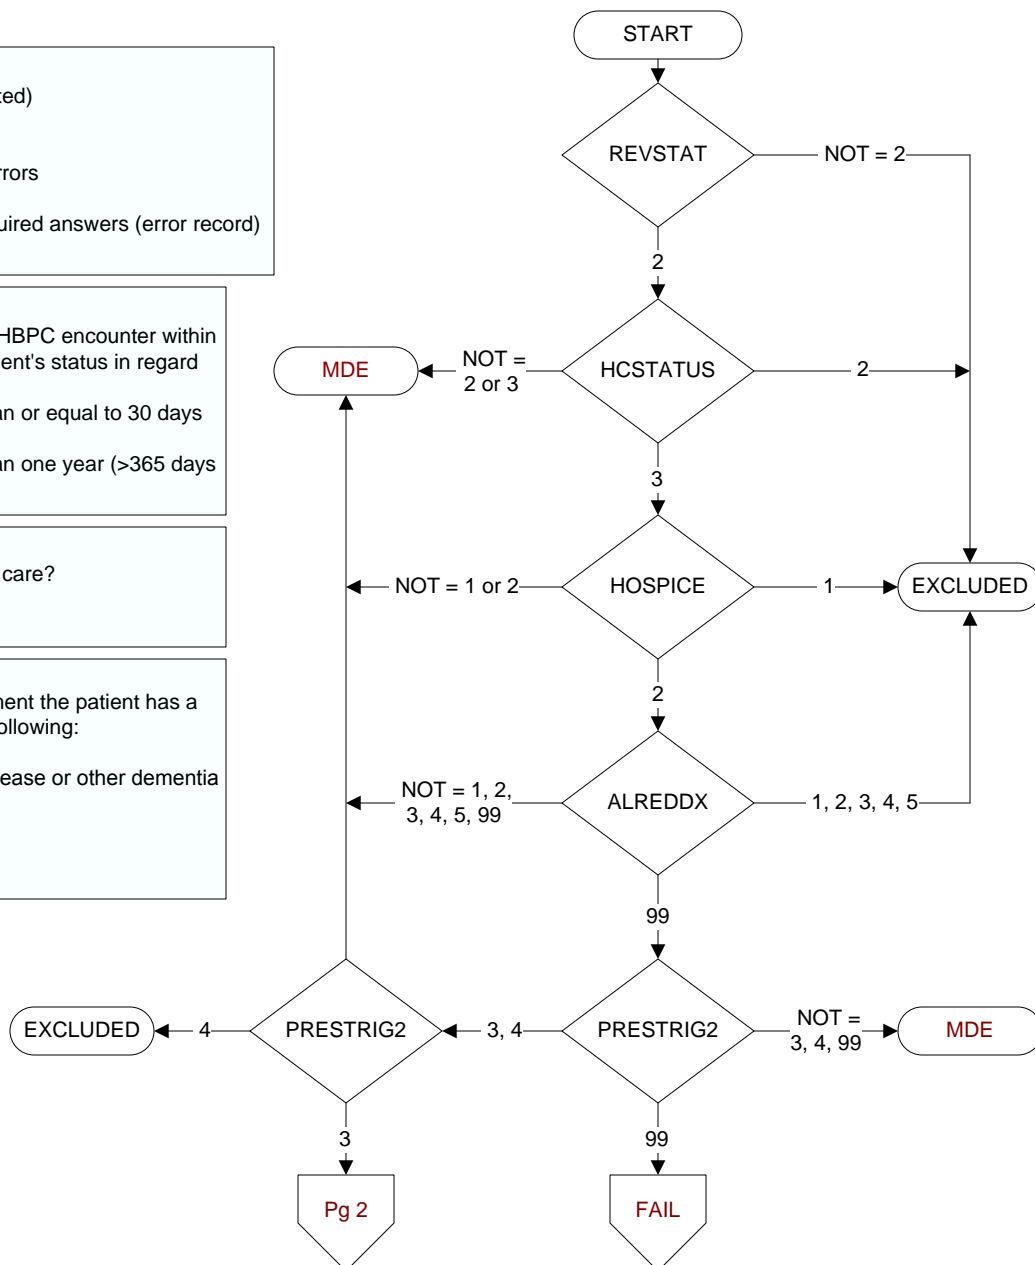 START
ted)
rrors
uired answers (error record)
REVSTAT
NOT = 2
2
HBPC encounter within
ent's status in regard
an or equal to 30 days
an one year (>365 days
MDE
NOT =
2 or 3
HCSTATUS
2
3
care?
NOT = 1 or 2
HOSPICE
1
EXCLUDED
2
nent the patient has a
ollowing:
ease or other dementia
NOT = 1, 2,
3, 4, 5, 99
ALREDDX
1, 2, 3, 4, 5
99
EXCLUDED
4
PRESTRIG2
3, 4
PRESTRIG2
NOT =
3, 4, 99
MDE
3
99
Pg 2
FAIL